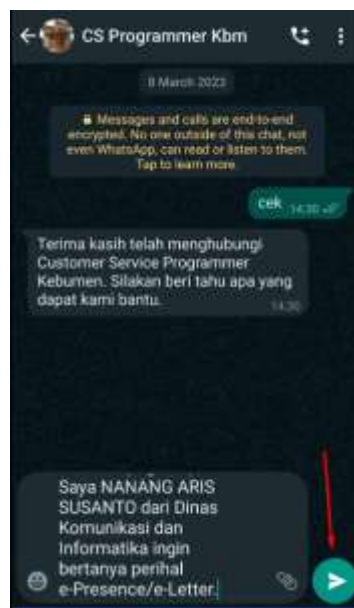 CS Programmer Kbm
8 March 2023
Messages and calls are end-to-end
encrypted. No one outside of this chat, not
even WhatsApp, can read or listen to them.
Tap to learn more.
cek 14.30
Terima kasih telah menghubungi
Customer Service Programmer
Kebumen. Silakan beri tahu apa yang
dapat kami bantu. 14.30
Saya NANANG ARIS
SUSANTO dari Dinas
Komunikasi dan
Informatika ingin
bertanya perihal
e-Presence/e-Letter.